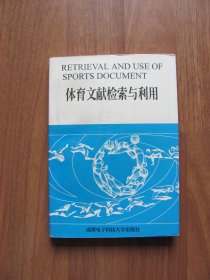 RETRIEVAL AND USE OF
SPORTS DOCUMENT
体育文献检索与利用
成都电子科技大学出版社